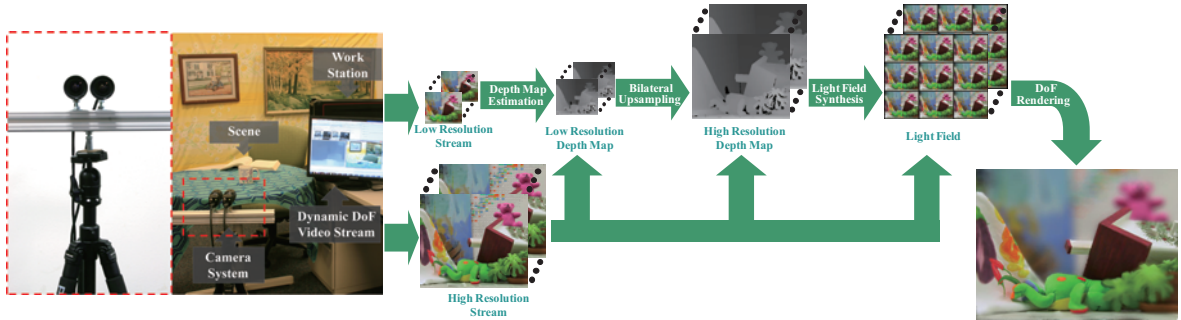 Work
Station
Scene
Dynamic DoF
Video Stream
Camera
System
Low Resolution
Stream
High Resolution
Stream
Depth Map
Estimation
Low Resolution
Depth Map
Bilateral
Upsampling
High Resolution
Depth Map
Light Field
Synthesis
Light Field
DoF
Rendering